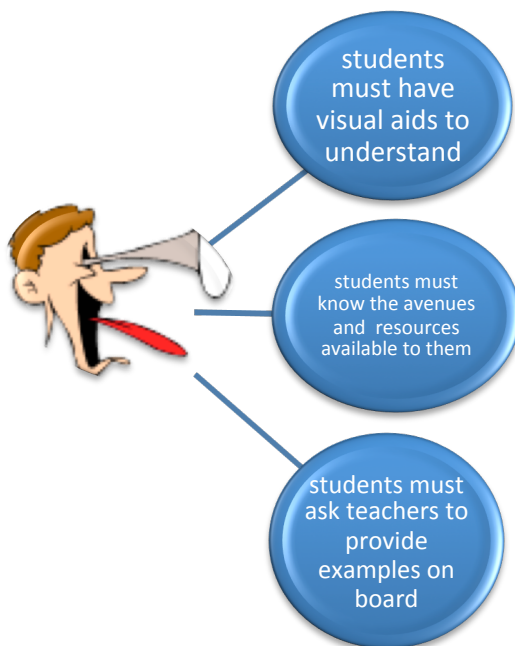 students
must have
visual aids to
understand
students must
know the avenues
and resources
available to them
students must
ask teachers to
provide
examples on
board